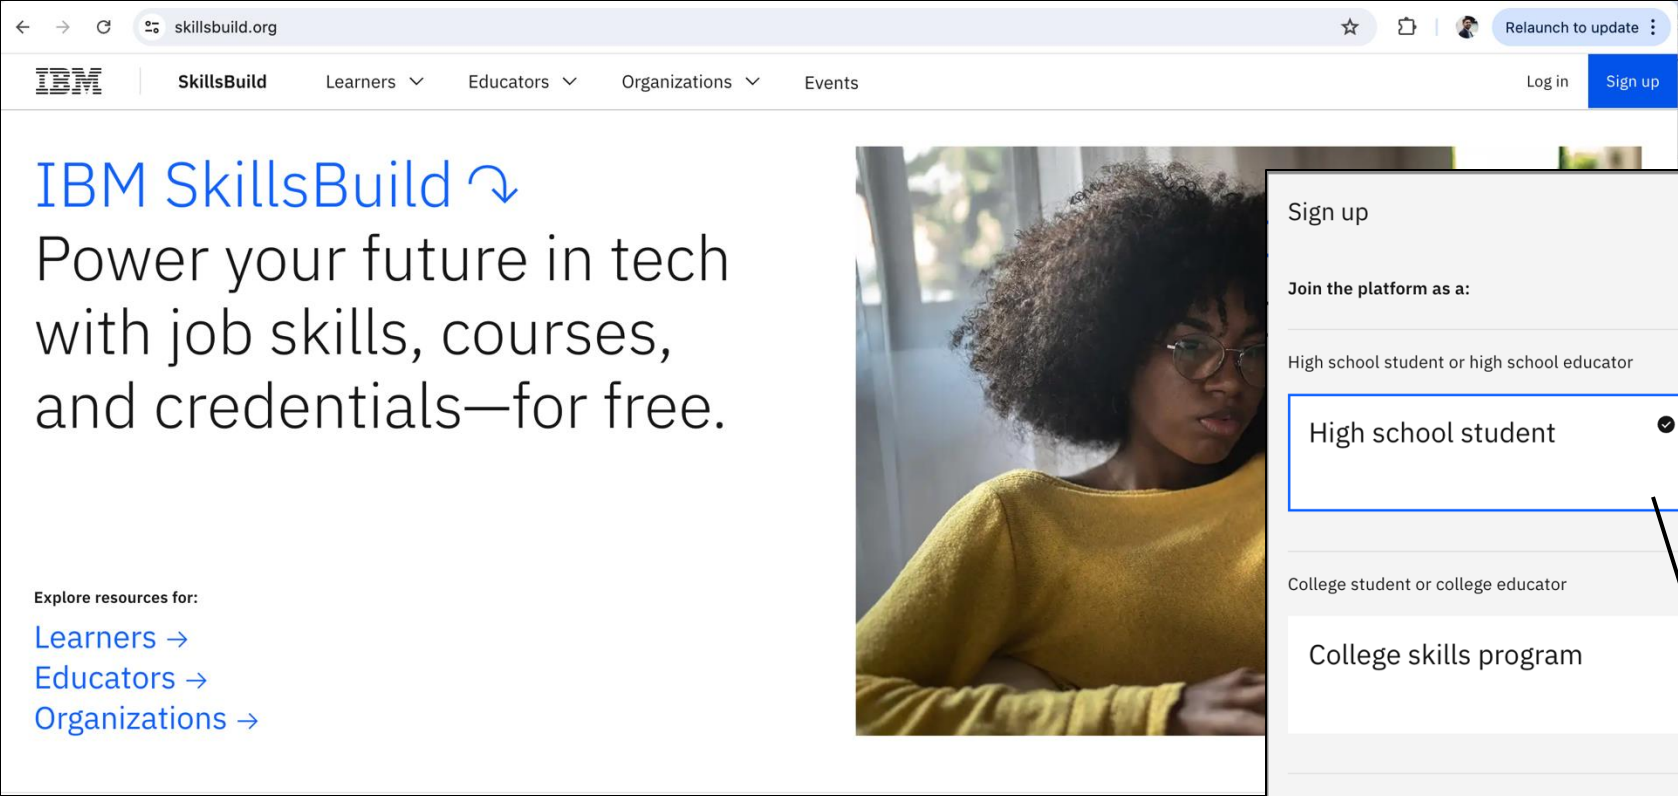 skillsbuild.org
Relaunch to update
IBM
SkillsBuild
Learners
Educators
Organizations
Events
Log in
Sign up
IBM SkillsBuild
Power your future in tech
with job skills, courses,
and credentials—for free.
Explore resources for:
Learners →
Educators →
Organizations →
Sign up
Join the platform as a:
High school student or high school educator
High school student
College student or college educator
College skills program